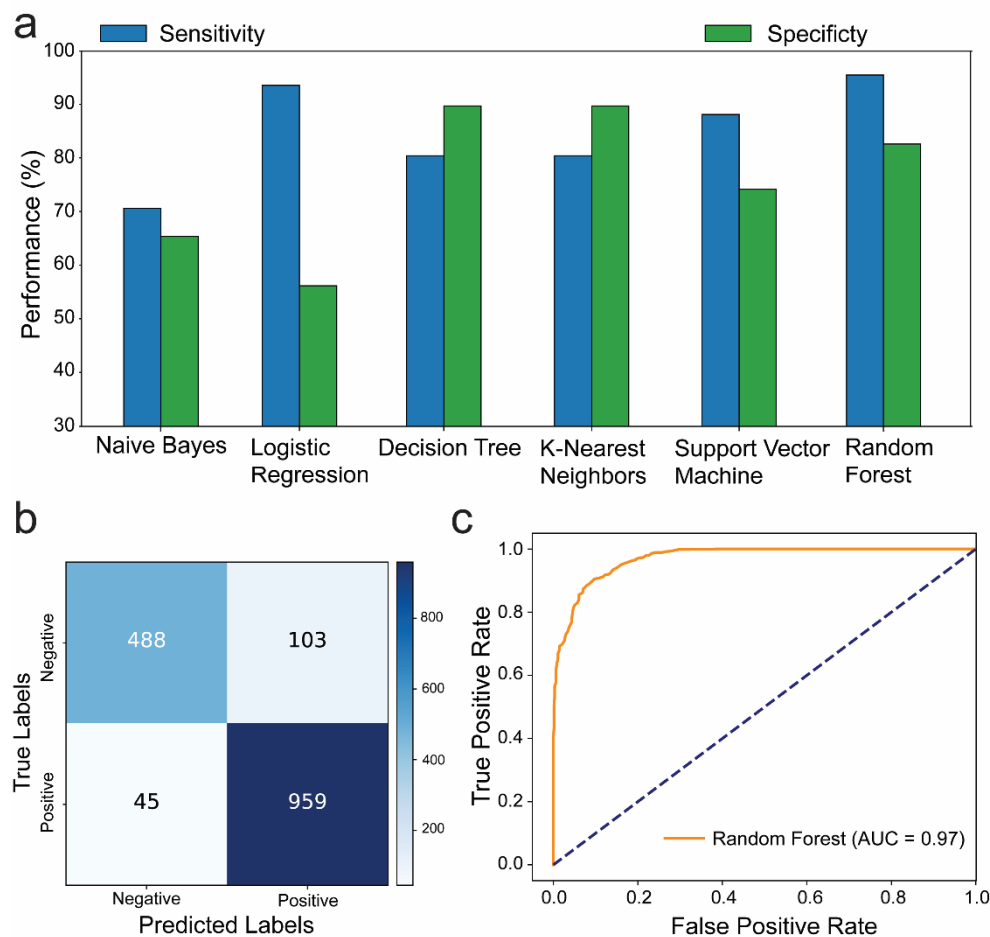 a
Sensitivity
Specificty
Performance (%)
100
90
80
70
60
50
40
30
Naive Bayes
Logistic
Regression
Decision Tree
K-Nearest
Neighbors
Support Vector
Machine
Random
Forest
b
True Labels
Negative
Positive
488
103
45
959
Negative
Positive
Predicted Labels
800
600
400
200
c
True Positive Rate
1.0
0.8
0.6
0.4
0.2
0.0
Random Forest (AUC = 0.97)
0.0
0.2
0.4
0.6
0.8
1.0
False Positive Rate